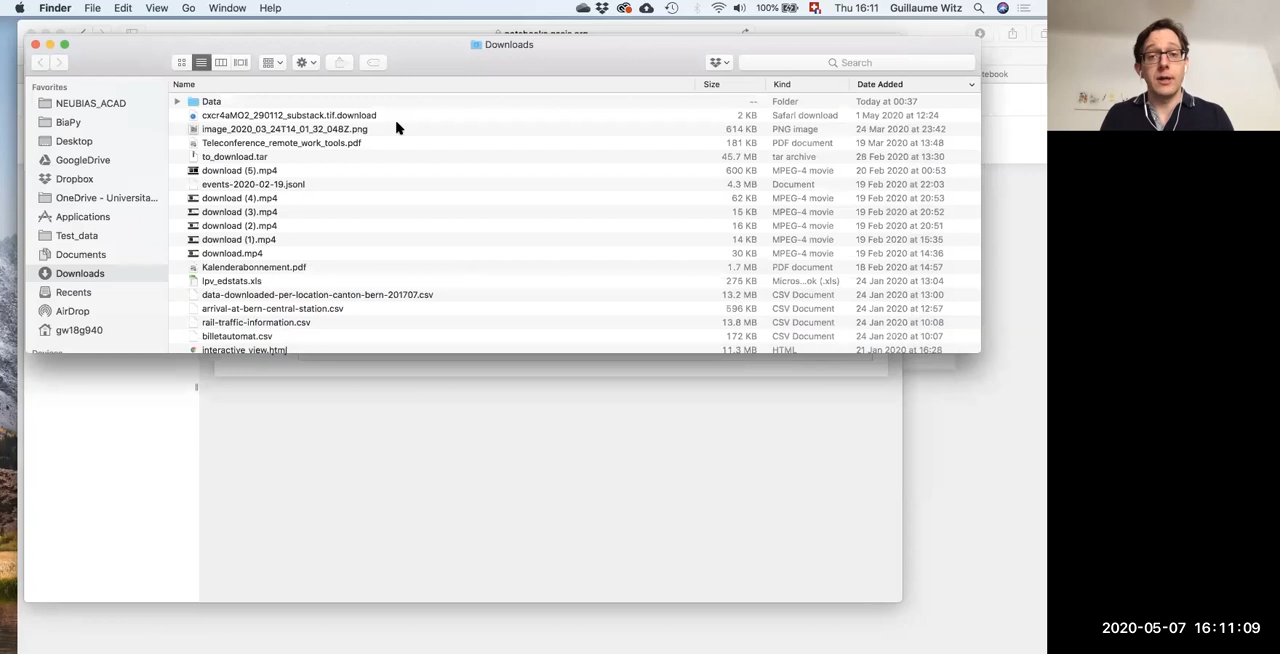 Finder File Edit View Go Window Help 100% Thu 16:11 Guillaume Witz
Downloads
Search
Favorites
NEUBIAS_ACAD
BiaPy
Desktop
GoogleDrive
Dropbox
OneDrive - Universita...
Applications
Test_data
Documents
Downloads
Recents
AirDrop
gw18g940
Name Size Kind Date Added
Data -- Folder Today at 00:37
cxcr4aMO2_290112_substack.tif.download 2 KB Safari download 1 May 2020 at 12:24
image_2020_03_24T14_01_32_048Z.png 614 KB PNG image 24 Mar 2020 at 23:42
Teleconference_remote_work_tools.pdf 181 KB PDF document 19 Mar 2020 at 13:48
to_download.tar 45.7 MB tar archive 28 Feb 2020 at 13:30
download (5).mp4 600 KB MPEG-4 movie 20 Feb 2020 at 00:53
events-2020-02-19.jsonl 4.3 MB Document 19 Feb 2020 at 22:03
download (4).mp4 62 KB MPEG-4 movie 19 Feb 2020 at 20:53
download (3).mp4 15 KB MPEG-4 movie 19 Feb 2020 at 20:52
download (2).mp4 16 KB MPEG-4 movie 19 Feb 2020 at 20:51
download (1).mp4 14 KB MPEG-4 movie 19 Feb 2020 at 15:35
download.mp4 30 KB MPEG-4 movie 19 Feb 2020 at 14:36
Kalenderabonnement.pdf 1.7 MB PDF document 18 Feb 2020 at 14:57
lpv_edstats.xls 275 KB Micros...ok (.xls) 24 Jan 2020 at 13:04
data-downloaded-per-location-canton-bern-201707.csv 13.2 MB CSV Document 24 Jan 2020 at 13:00
arrival-at-bern-central-station.csv 596 KB CSV Document 24 Jan 2020 at 12:57
rail-traffic-information.csv 13.8 MB CSV Document 24 Jan 2020 at 10:08
billetautomat.csv 172 KB CSV Document 24 Jan 2020 at 10:07
interactive_view.html 11.3 MB HTML 21 Jan 2020 at 16:28
2020-05-07 16:11:09